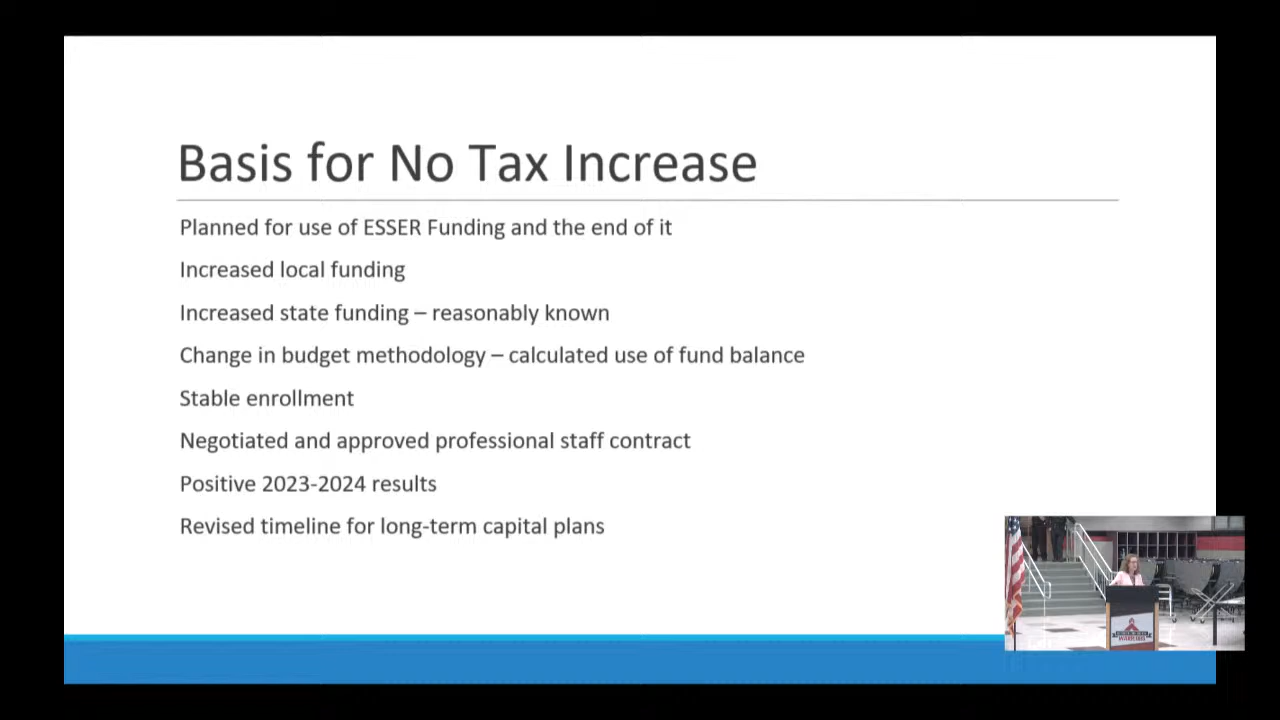 Basis for No Tax Increase
Planned for use of ESSER Funding and the end of it
Increased local funding
Increased state funding – reasonably known
Change in budget methodology – calculated use of fund balance
Stable enrollment
Negotiated and approved professional staff contract
Positive 2023-2024 results
Revised timeline for long-term capital plans
WARRIORS